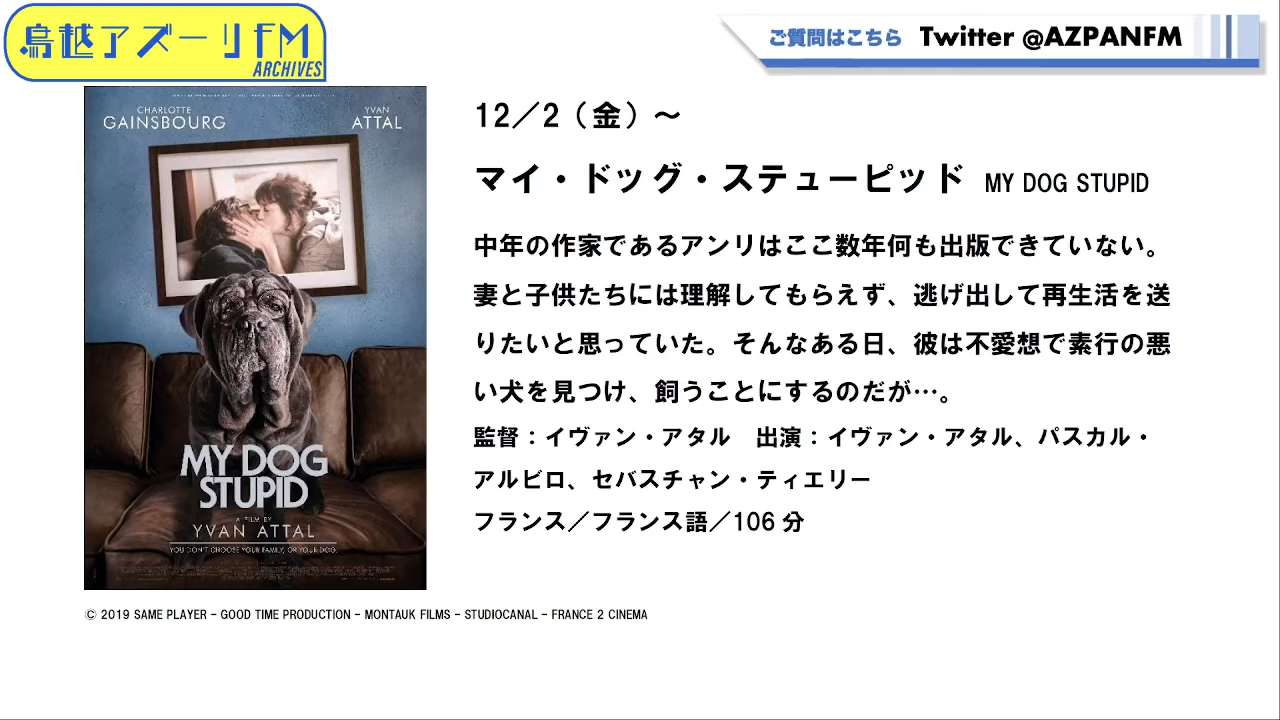 鳥越アズーリFM
ARCHIVES
ご質問はこちら Twitter @AZPANFM
CHARLOTTE
GAINSBOURG
YVAN
ATTAL
MY DOG
STUPID
A FILM BY
YVAN ATTAL
YOU DON'T CHOOSE YOUR FAMILY, OR YOUR DOG.
12／2（金）～
マイ・ドッグ・ステューピッド MY DOG STUPID
中年の作家であるアンリはここ数年何も出版できていない。
妻と子供たちには理解してもらえず、逃げ出して再生活を送
りたいと思っていた。そんなある日、彼は不愛想で素行の悪
い犬を見つけ、飼うことにするのだが…。
監督：イヴァン・アタル　出演：イヴァン・アタル、パスカル・
アルビロ、セバスチャン・ティエリー
フランス／フランス語／106 分
© 2019 SAME PLAYER – GOOD TIME PRODUCTION – MONTAUK FILMS – STUDIOCANAL – FRANCE 2 CINEMA